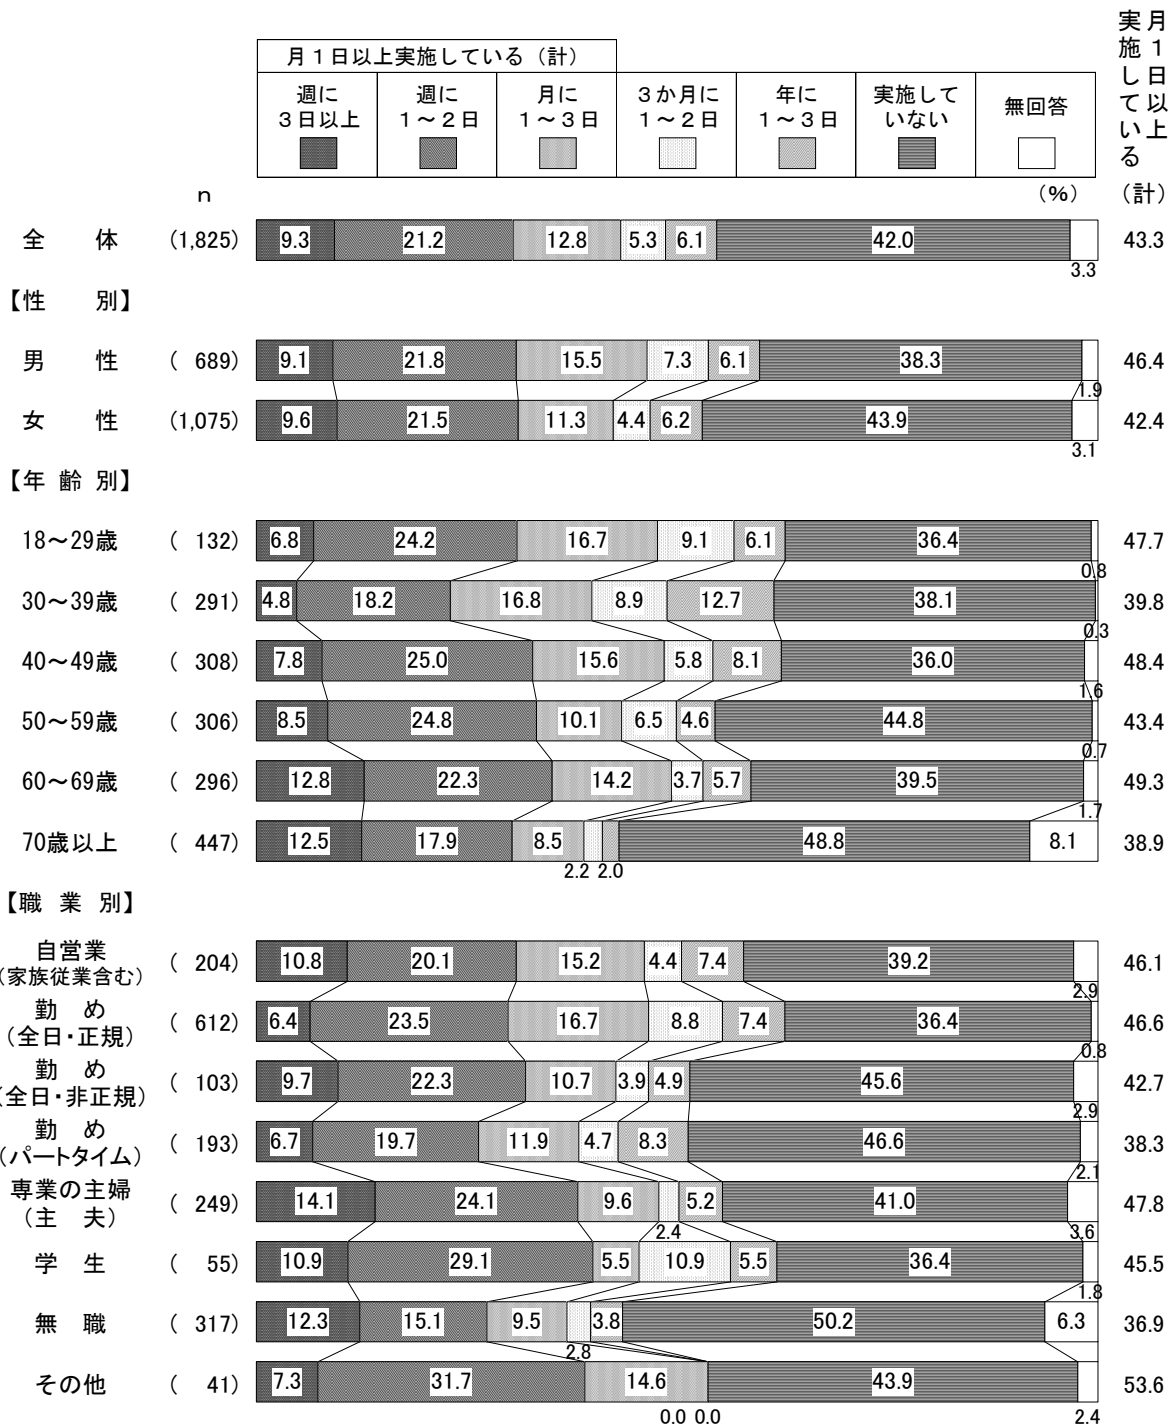 月１日以上実施している（計）
週に
３日以上
週に
１～２日
月に
１～３日
３か月に
１～２日
年に
１～３日
実施して
いない
無回答
月１日以上
実施している
（計）
n
(％)
全　体 (1,825) 9.3 21.2 12.8 5.3 6.1 42.0 43.3
3.3
【性　別】
男　性 ( 689) 9.1 21.8 15.5 7.3 6.1 38.3 46.4
1.9
女　性 (1,075) 9.6 21.5 11.3 4.4 6.2 43.9 42.4
3.1
【年 齢 別】
18～29歳 ( 132) 6.8 24.2 16.7 9.1 6.1 36.4 47.7
0.8
30～39歳 ( 291) 4.8 18.2 16.8 8.9 12.7 38.1 39.8
0.3
40～49歳 ( 308) 7.8 25.0 15.6 5.8 8.1 36.0 48.4
1.6
50～59歳 ( 306) 8.5 24.8 10.1 6.5 4.6 44.8 43.4
0.7
60～69歳 ( 296) 12.8 22.3 14.2 3.7 5.7 39.5 49.3
1.7
70歳以上 ( 447) 12.5 17.9 8.5 48.8 8.1 38.9
2.2 2.0
【職 業 別】
自営業
（家族従業含む） ( 204) 10.8 20.1 15.2 4.4 7.4 39.2 46.1
2.9
勤　め
（全日・正規） ( 612) 6.4 23.5 16.7 8.8 7.4 36.4 46.6
0.8
勤　め
（全日・非正規） ( 103) 9.7 22.3 10.7 3.9 4.9 45.6 42.7
2.9
勤　め
（パートタイム） ( 193) 6.7 19.7 11.9 4.7 8.3 46.6 38.3
2.1
専業の主婦
（主　夫） ( 249) 14.1 24.1 9.6 5.2 41.0 47.8
2.4 3.6
学　生 ( 55) 10.9 29.1 5.5 10.9 5.5 36.4 45.5
1.8
無　職 ( 317) 12.3 15.1 9.5 3.8 50.2 6.3 36.9
2.8
その他 ( 41) 7.3 31.7 14.6 43.9 53.6
0.0 0.0 2.4